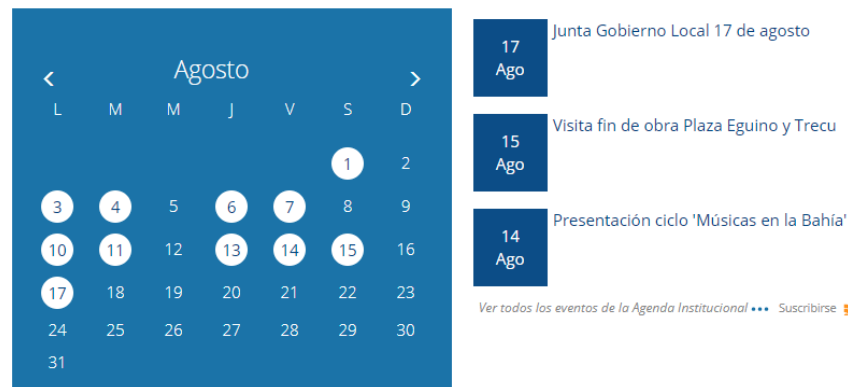 Agosto
L M M J V S D
1 2
3 4 5 6 7 8 9
10 11 12 13 14 15 16
17 18 19 20 21 22 23
24 25 26 27 28 29 30
31
17
Ago
Junta Gobierno Local 17 de agosto
15
Ago
Visita fin de obra Plaza Eguino y Trecu
14
Ago
Presentación ciclo 'Músicas en la Bahía'
Ver todos los eventos de la Agenda Institucional ••• Suscribirse